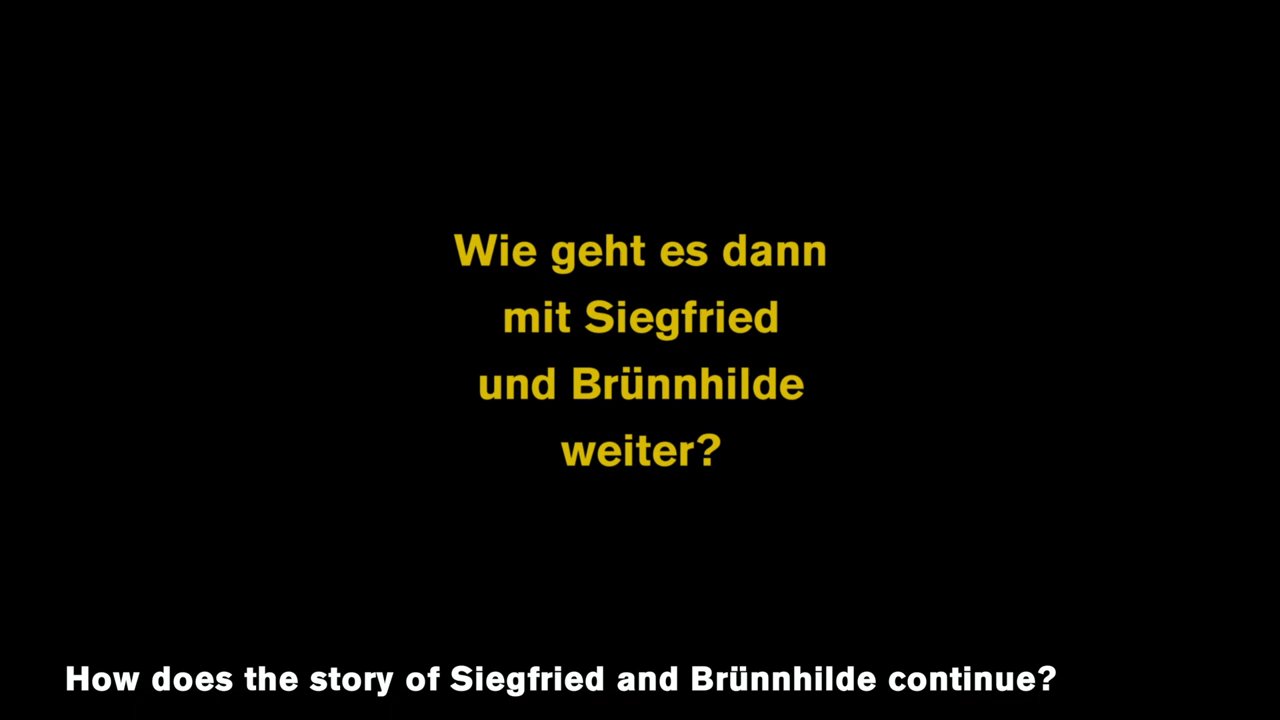 Wie geht es dann
mit Siegfried
und Brünnhilde
weiter?
How does the story of Siegfried and Brünnhilde continue?